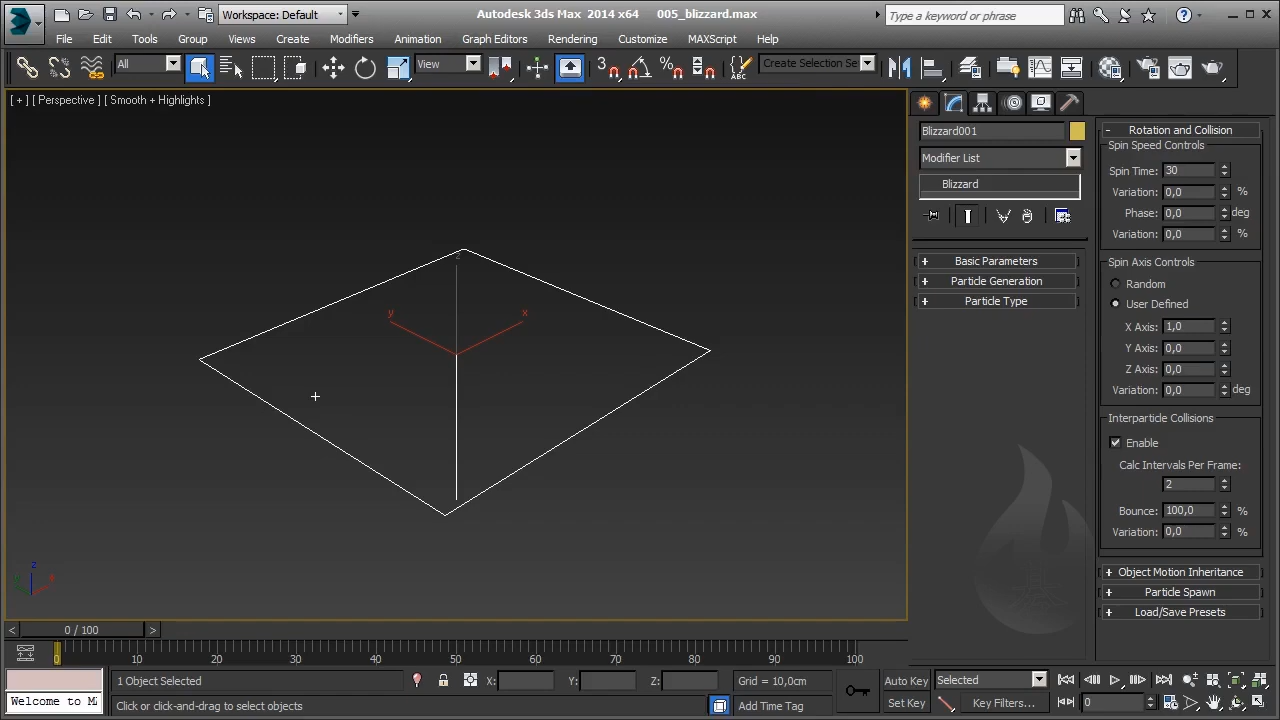 Workspace: Default
Autodesk 3ds Max 2014 x64 005_blizzard.max
Type a keyword or phrase
File Edit Tools Group Views Create Modifiers Animation Graph Editors Rendering Customize MAXScript Help
All
View
3
Create Selection Se
[ + ] [ Perspective ] [ Smooth + Highlights ]
Blizzard001
Modifier List
Blizzard
+ Basic Parameters
+ Particle Generation
+ Particle Type
- Rotation and Collision
Spin Speed Controls
Spin Time: 30
Variation: 0,0 %
Phase: 0,0 deg
Variation: 0,0 %
Spin Axis Controls
Random
User Defined
X Axis: 1,0
Y Axis: 0,0
Z Axis: 0,0
Variation: 0,0 deg
Interparticle Collisions
Enable
Calc Intervals Per Frame:
2
Bounce: 100,0 %
Variation: 0,0 %
+ Object Motion Inheritance
+ Particle Spawn
+ Load/Save Presets
y
x
z
< 0 / 100 >
0 10 20 30 40 50 60 70 80 90 100
1 Object Selected
X: Y: Z:
Grid = 10,0cm
Auto Key
Selected
Welcome to M
Click or click-and-drag to select objects
Add Time Tag
Set Key
Key Filters...
0